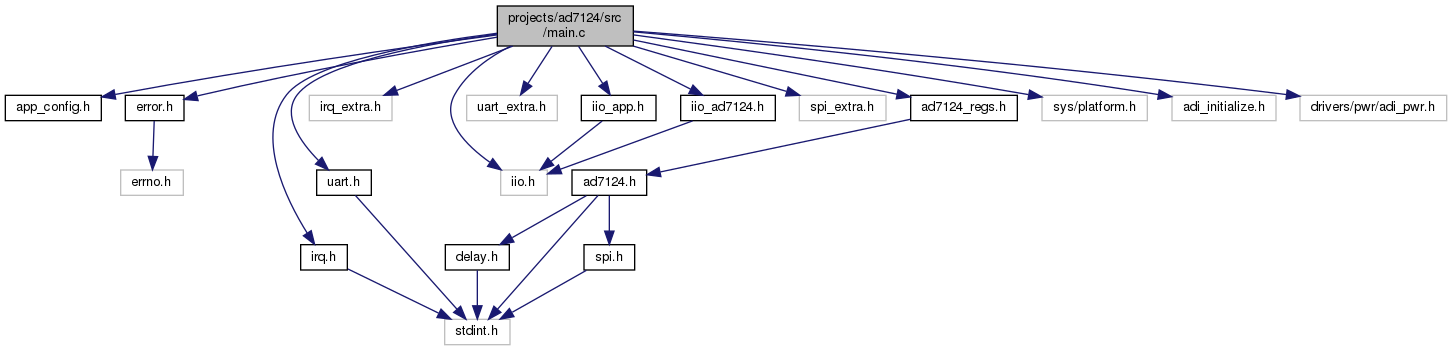 projects/ad7124/src
/main.c
app_config.h
error.h
irq_extra.h
uart_extra.h
iio_app.h
iio_ad7124.h
spi_extra.h
ad7124_regs.h
sys/platform.h
adi_initialize.h
drivers/pwr/adi_pwr.h
errno.h
uart.h
iio.h
ad7124.h
irq.h
delay.h
spi.h
stdint.h